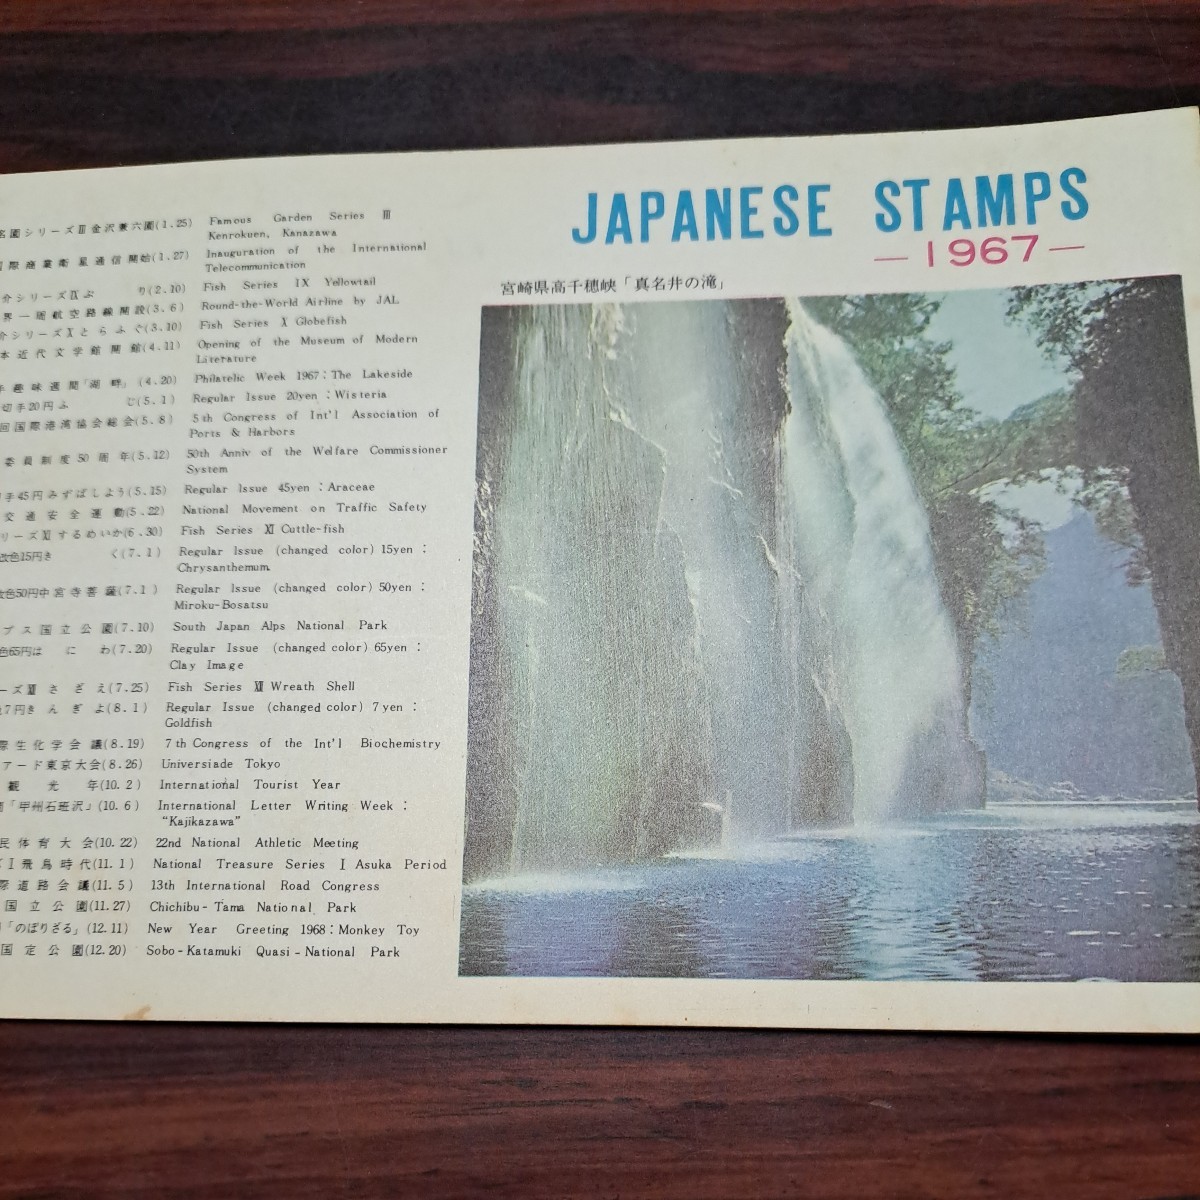 名園シリーズⅢ金沢兼六園(1.25) Famous Garden Series Ⅲ
Kenrokuen, Kanazawa
国際商業衛星通信開始(1.27) Inauguration of the International
Telecommunication
介シリーズⅨぶり(2.10) Fish Series IX Yellowtail
界一周航空路線開設(3.6) Round-the-World Airline by JAL
介シリーズⅩとらふぐ(3.10) Fish Series Ⅹ Globefish
本近代文学館開館(4.11) Opening of the Museum of Modern
Literature
手趣味週間「湖畔」(4.20) Philatelic Week 1967:The Lakeside
切手20円ふじ(5.1) Regular Issue 20yen:Wisteria
回国際港湾協会総会(5.8) 5th Congress of Int'l Association of
Ports & Harbors
委員制度50周年(5.12) 50th Anniv of the Welfare Commissioner
System
手45円みずばしょう(5.15) Regular Issue 45yen:Araceae
交通安全運動(5.22) National Movement on Traffic Safety
リーズⅪするめいか(6.30) Fish Series Ⅺ Cuttle-fish
改色15円きく(7.1) Regular Issue (changed color) 15yen:
Chrysanthemum
改色50円中宮寺菩薩(7.1) Regular Issue (changed color) 50yen:
Miroku-Bosatsu
プス国立公園(7.10) South Japan Alps National Park
色65円はにわ(7.20) Regular Issue (changed color) 65yen:
Clay Image
ーズⅫさざえ(7.25) Fish Series Ⅻ Wreath Shell
7円きんぎょ(8.1) Regular Issue (changed color) 7yen:
Goldfish
際生化学会議(8.19) 7th Congress of the Int'l Biochemistry
アード東京大会(8.26) Universiade Tokyo
観光年(10.2) International Tourist Year
「甲州石班沢」(10.6) International Letter Writing Week:
"Kajikazawa"
民体育大会(10.22) 22nd National Athletic Meeting
Ⅰ飛鳥時代(11.1) National Treasure Series Ⅰ Asuka Period
際道路会議(11.5) 13th International Road Congress
国立公園(11.27) Chichibu-Tama National Park
「のぼりざる」(12.11) New Year Greeting 1968:Monkey Toy
国定公園(12.20) Sobo-Katamuki Quasi-National Park
JAPANESE STAMPS
—1967—
宮崎県高千穂峡「真名井の滝」